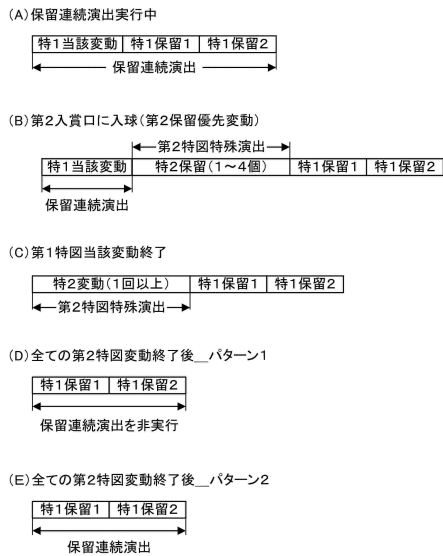 (A)保留連続演出実行中
特1当該変動 特1保留1 特1保留2
保留連続演出
(B)第2入賞口に入球(第2保留優先変動)
第2特図特殊演出
特1当該変動 特2保留(1～4個) 特1保留1 特1保留2
保留連続演出
(C)第1特図当該変動終了
特2変動(1回以上) 特1保留1 特1保留2
第2特図特殊演出
(D)全ての第2特図変動終了後__パターン1
特1保留1 特1保留2
保留連続演出を非実行
(E)全ての第2特図変動終了後__パターン2
特1保留1 特1保留2
保留連続演出